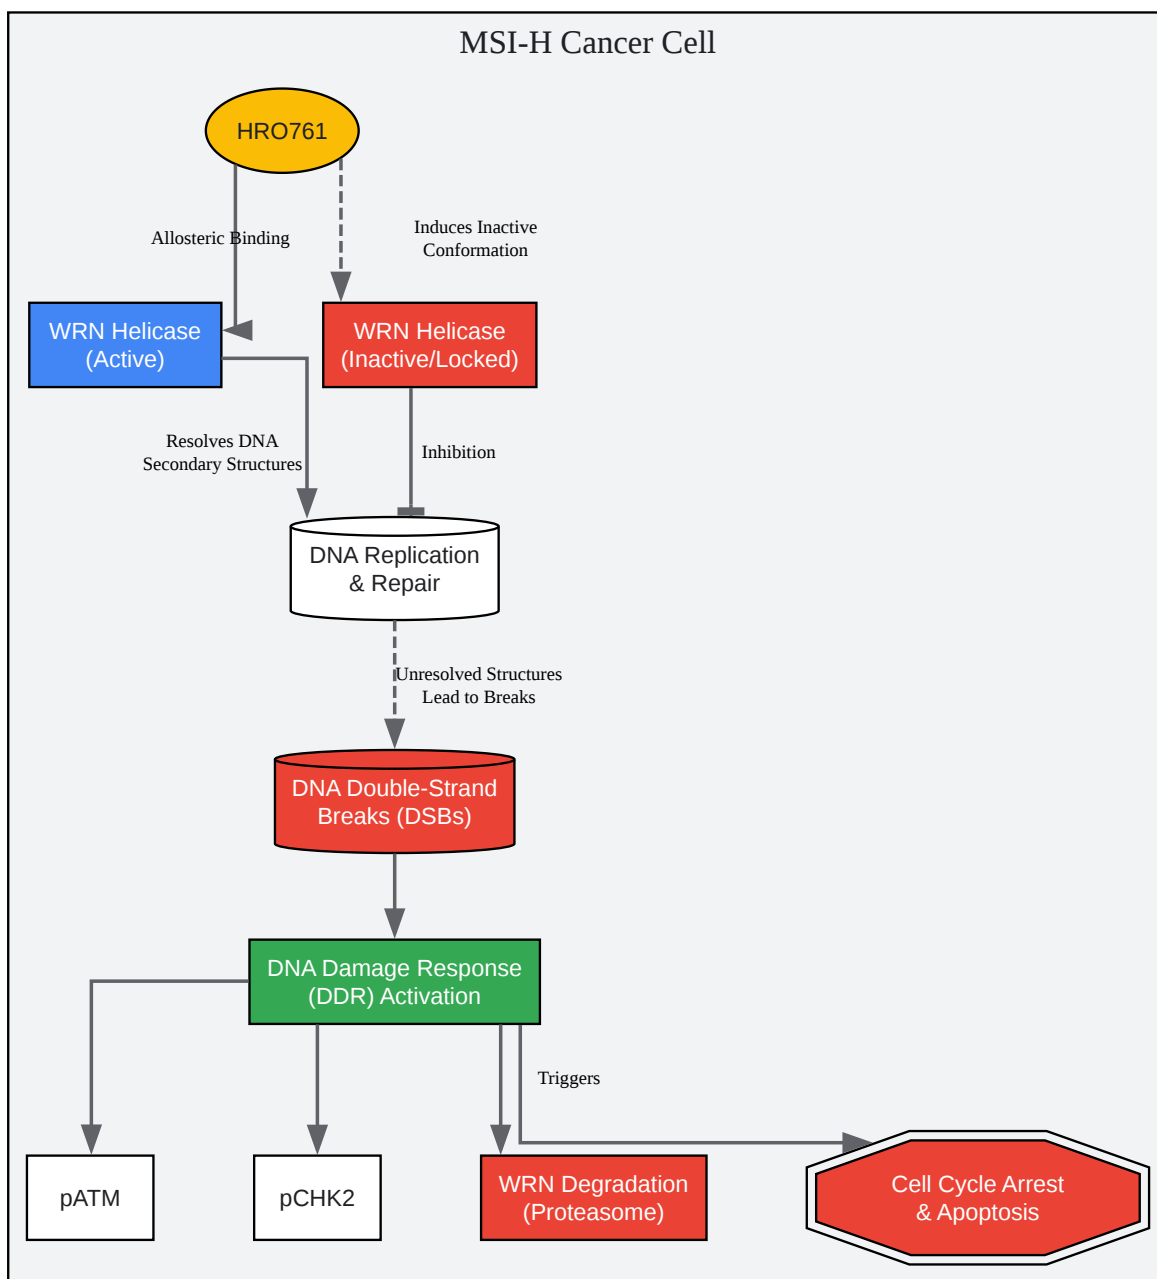 MSI-H Cancer Cell
HRO761
Allosteric Binding
Induces Inactive
Conformation
WRN Helicase
(Active)
WRN Helicase
(Inactive/Locked)
Resolves DNA
Secondary Structures
Inhibition
DNA Replication
& Repair
Unresolved Structures
Lead to Breaks
DNA Double-Strand
Breaks (DSBs)
DNA Damage Response
(DDR) Activation
Triggers
pATM
pCHK2
WRN Degradation
(Proteasome)
Cell Cycle Arrest
& Apoptosis